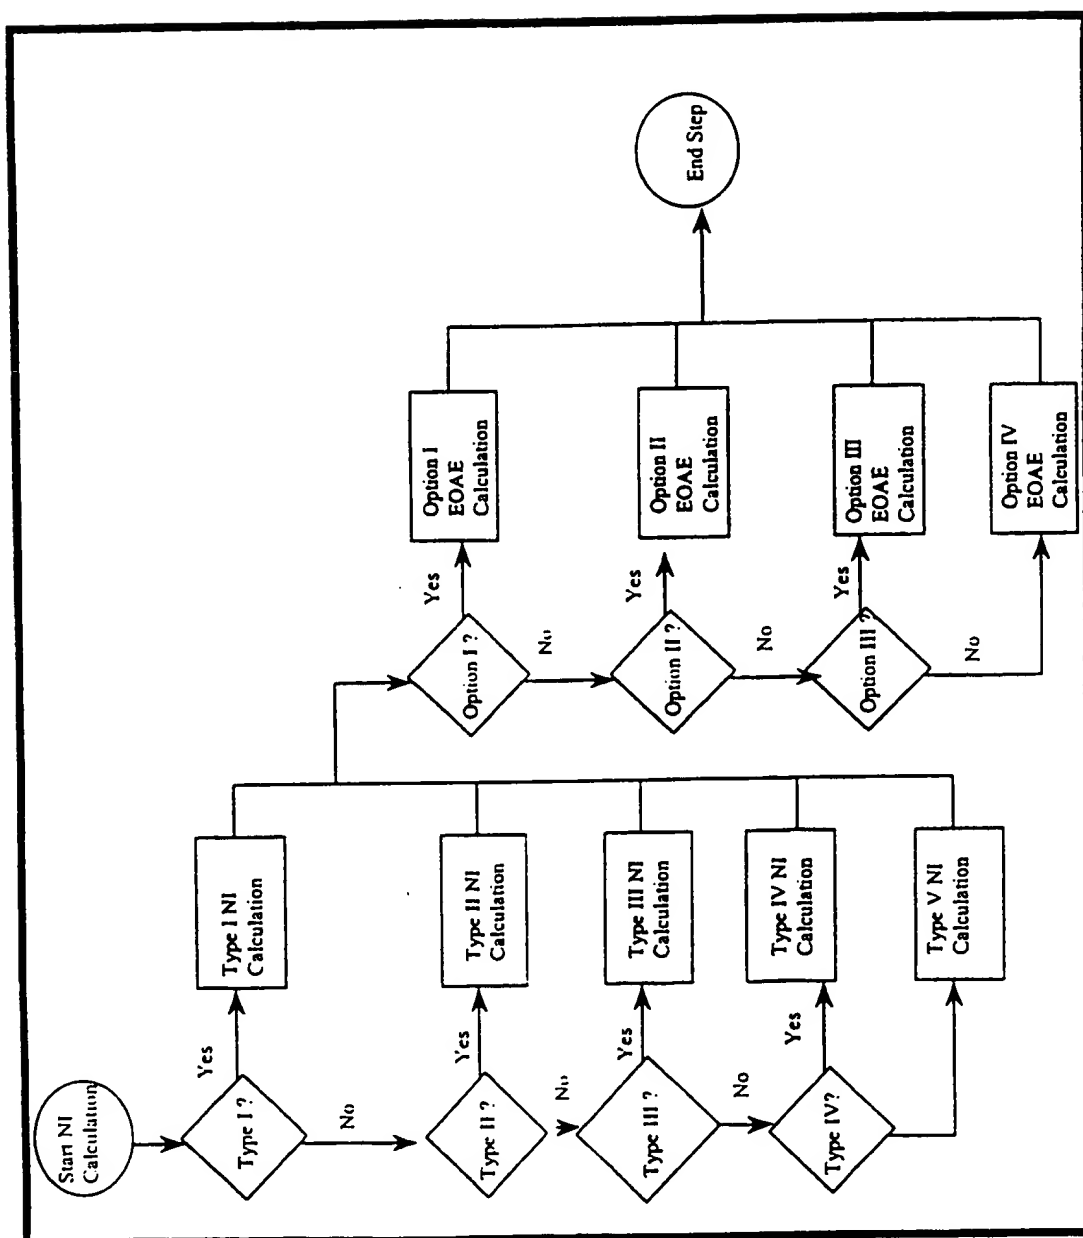 Start NI
Calculation
Type I ?
Yes
No
Type I NI
Calculation
Type II ?
Yes
No
Type II NI
Calculation
Type III ?
Yes
No
Type III NI
Calculation
Type IV?
Yes
Type IV NI
Calculation
Type V NI
Calculation
Option I ?
Yes
No
Option I
EOAE
Calculation
Option II ?
Yes
No
Option II
EOAE
Calculation
Option III ?
Yes
No
Option III
EOAE
Calculation
Option IV
EOAE
Calculation
End Step